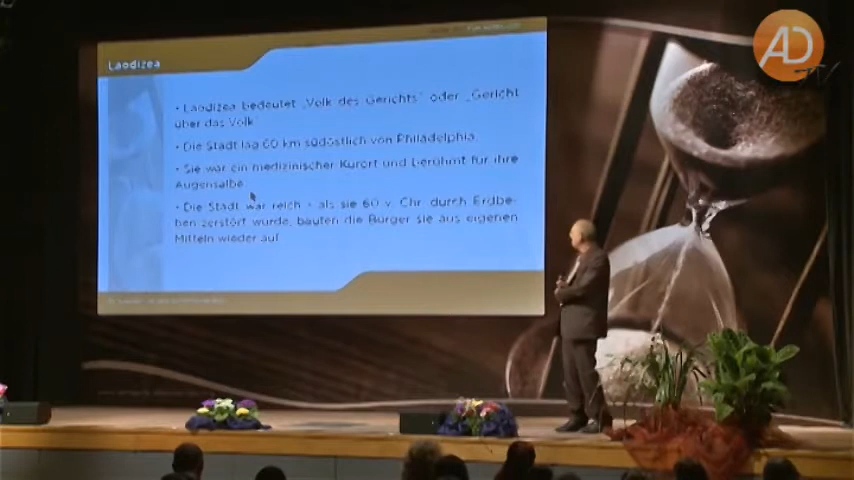 AD
TV
Laodizea
• Laodizea bedeutet „Volk des Gerichts" oder „Gericht
über das Volk"
• Die Stadt lag 60 km südöstlich von Philadelphia.
• Sie war ein medizinischer Kurort und berühmt für ihre
Augensalbe
• Die Stadt war reich - als sie 60 v. Chr. durch Erdbe-
ben zerstört wurde, bauten die Bürger sie aus eigenen
Mitteln wieder auf